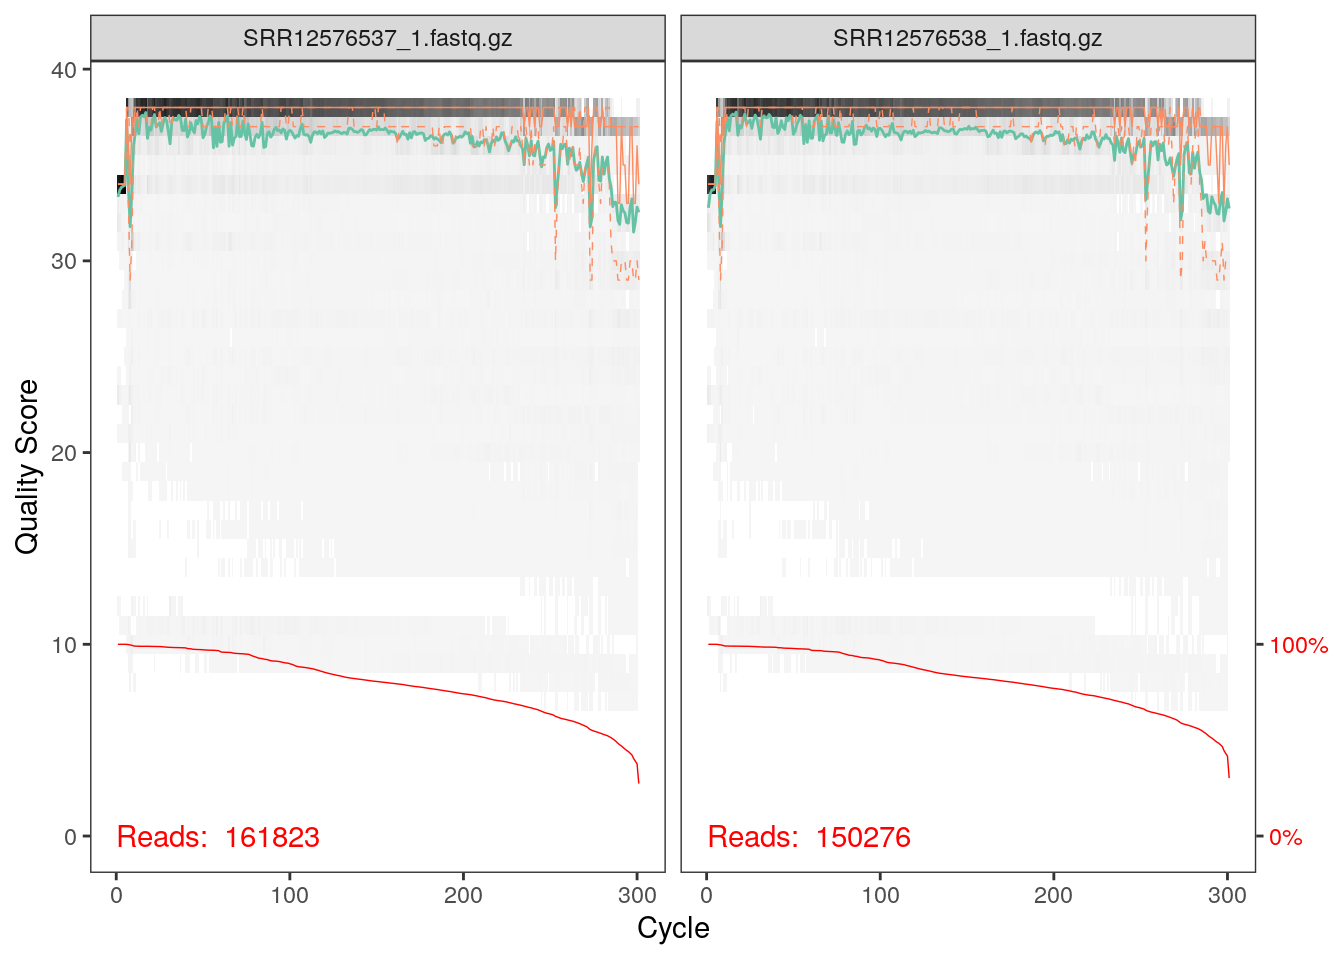 SRR12576537_1.fastq.gz
SRR12576538_1.fastq.gz
Quality Score
40
30
20
10
0
Reads: 161823
Reads: 150276
100%
0%
0 100 200 300
0 100 200 300
Cycle